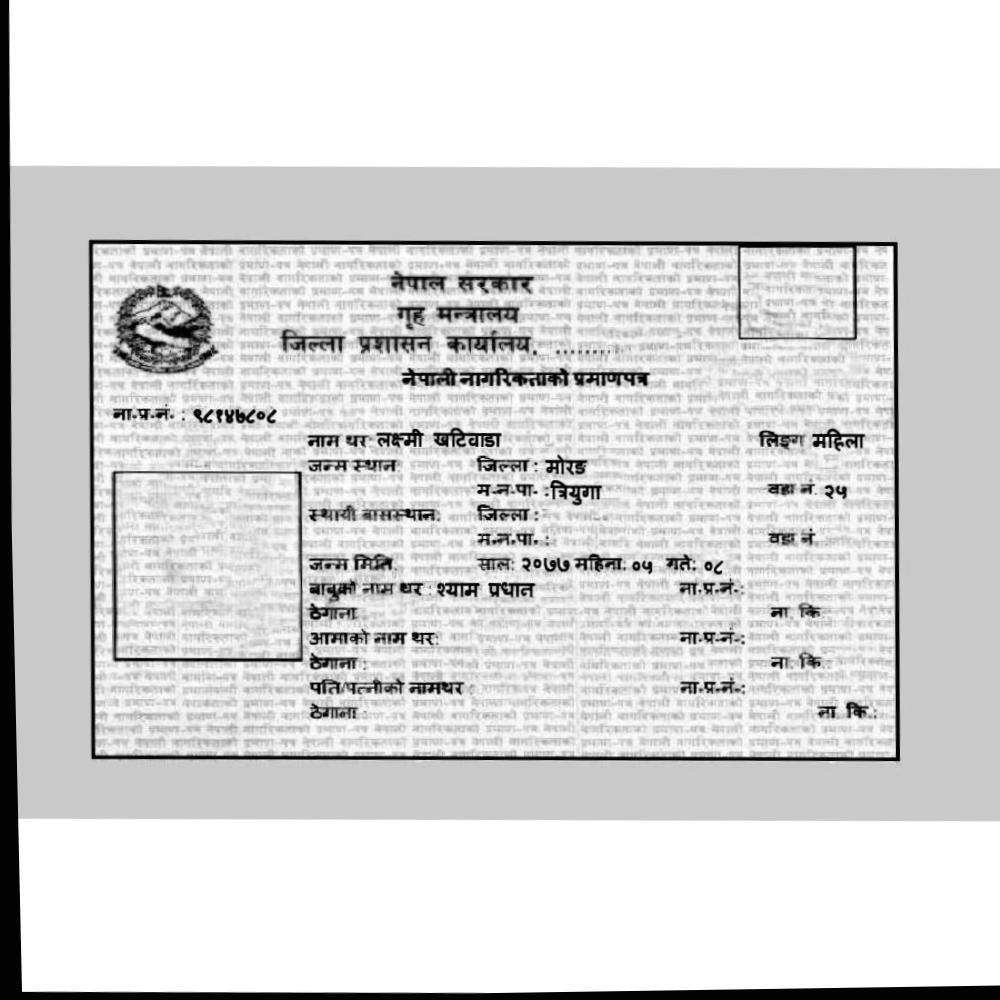 नेपाल सरकार
गृह मन्त्रालय
जिल्ला प्रशासन कार्यालय, .........
नेपाली नागरिकताको प्रमाणपत्र
ना.प्र.नं. : ९८१४७८०८
नाम थर: लक्ष्मी खटिवाडा लिङ्ग महिला
जन्म स्थान: जिल्ला : मोरङ
म.न.पा. : त्रियुगा वडा नं. २५
स्थायी बासस्थान: जिल्ला :
म.न.पा. : वडा नं.
जन्म मिति: साल: २०७७ महिना: ०५ गते: ०८
बाबुको नाम थर : श्याम प्रधान ना.प्र.नं.:
ठेगाना: ना. कि.:
आमाको नाम थर: ना.प्र.नं.:
ठेगाना : ना. कि.:
पति/पत्नीको नामथर : ना.प्र.नं.:
ठेगाना : ना. कि.: